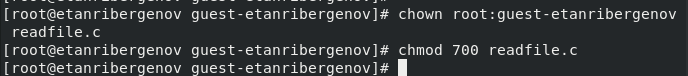 [root@etanribergenov guest-etanribergenov]# chown root:guest-etanribergenov
readfile.c
[root@etanribergenov guest-etanribergenov]# chmod 700 readfile.c
[root@etanribergenov guest-etanribergenov]#